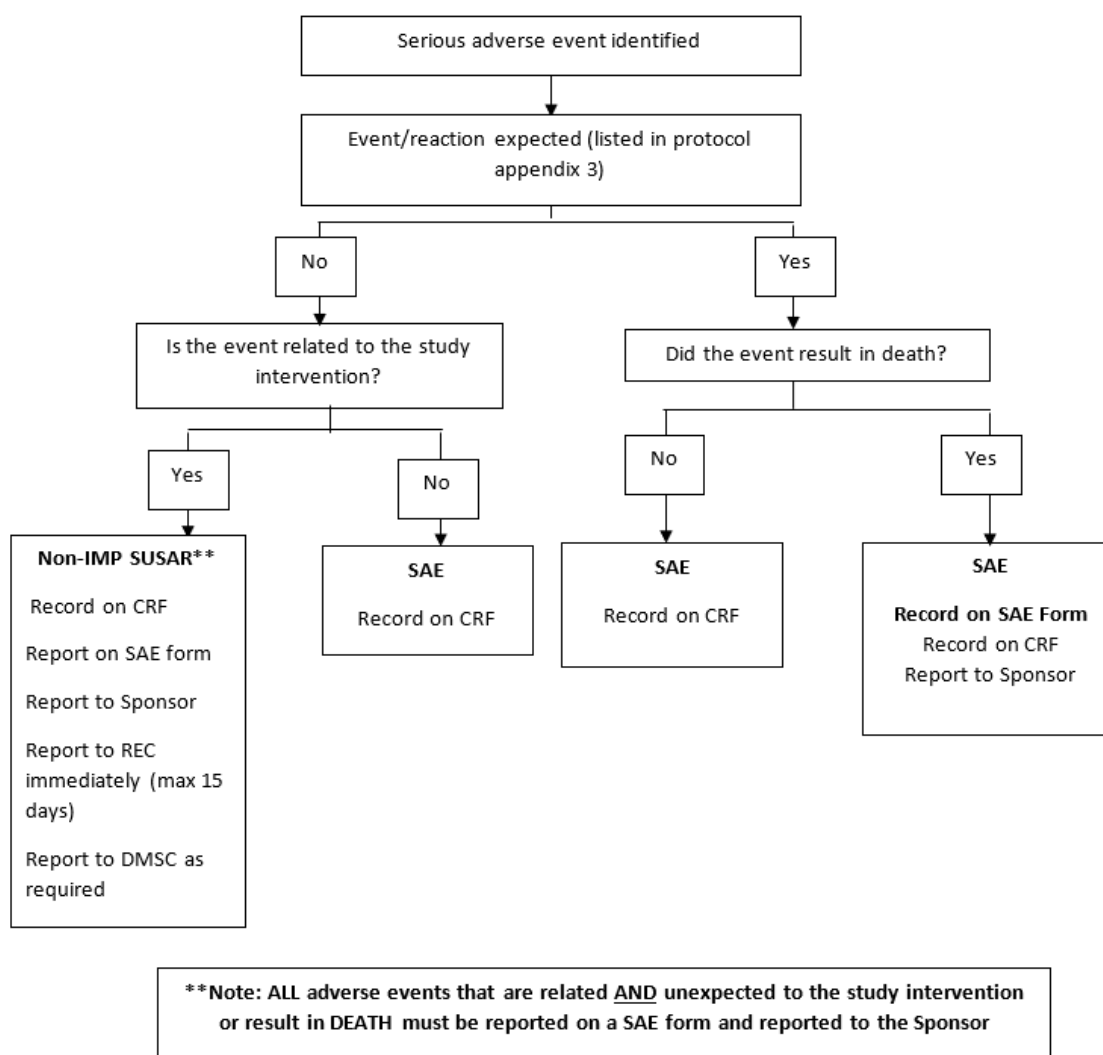 Serious adverse event identified
Event/reaction expected (listed in protocol
appendix 3)
No
Yes
Is the event related to the study
intervention?
Did the event result in death?
Yes
No
No
Yes
Non-IMP SUSAR**
Record on CRF
Report on SAE form
Report to Sponsor
Report to REC
immediately (max 15
days)
Report to DMSC as
required
SAE
Record on CRF
SAE
Record on CRF
SAE
Record on SAE Form
Record on CRF
Report to Sponsor
**Note: ALL adverse events that are related AND unexpected to the study intervention
or result in DEATH must be reported on a SAE form and reported to the Sponsor